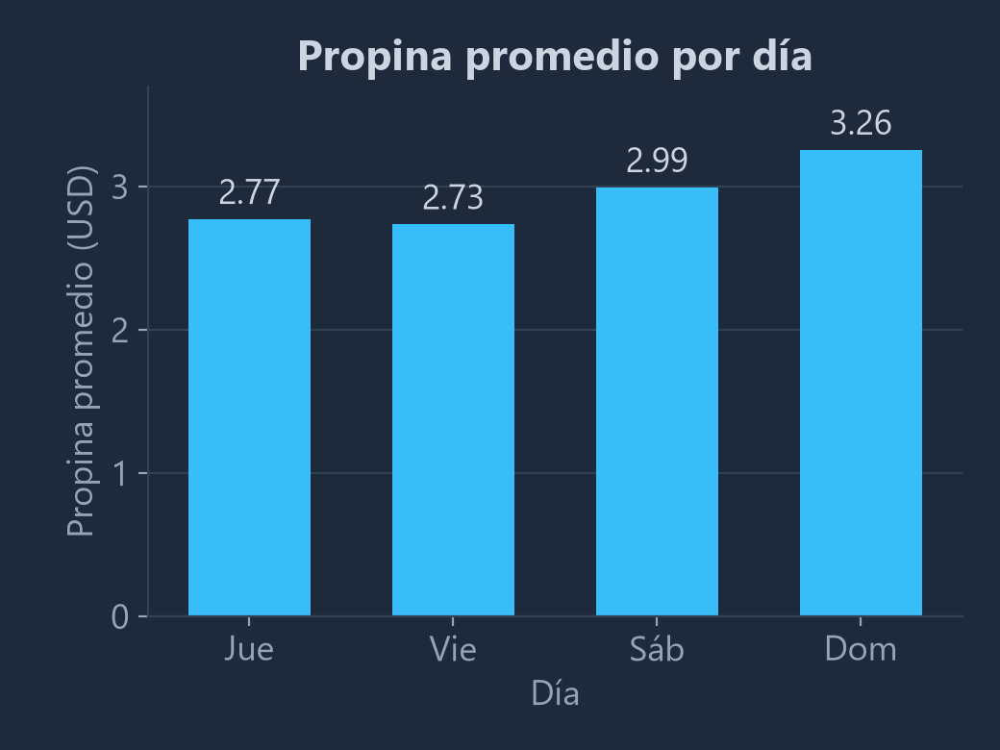 Propina promedio por día
Propina promedio (USD)
3
2
1
0
2.77
2.73
2.99
3.26
Jue
Vie
Sáb
Dom
Día